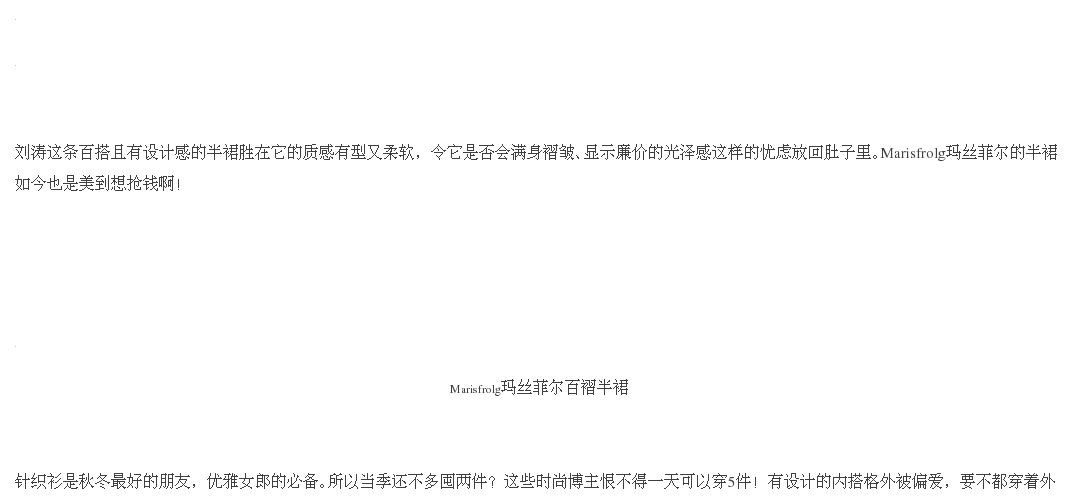 刘涛这条百搭且有设计感的半裙胜在它的质感有型又柔软，令它是否会满身褶皱、显示廉价的光泽感这样的忧虑放回肚子里。Marisfrolg玛丝菲尔的半裙
如今也是美到想抢钱啊！
Marisfrolg玛丝菲尔百褶半裙
针织衫是秋冬最好的朋友，优雅女郎的必备。所以当季还不多囤两件？这些时尚博主恨不得一天可以穿5件！有设计的内搭格外被偏爱，要不都穿着外